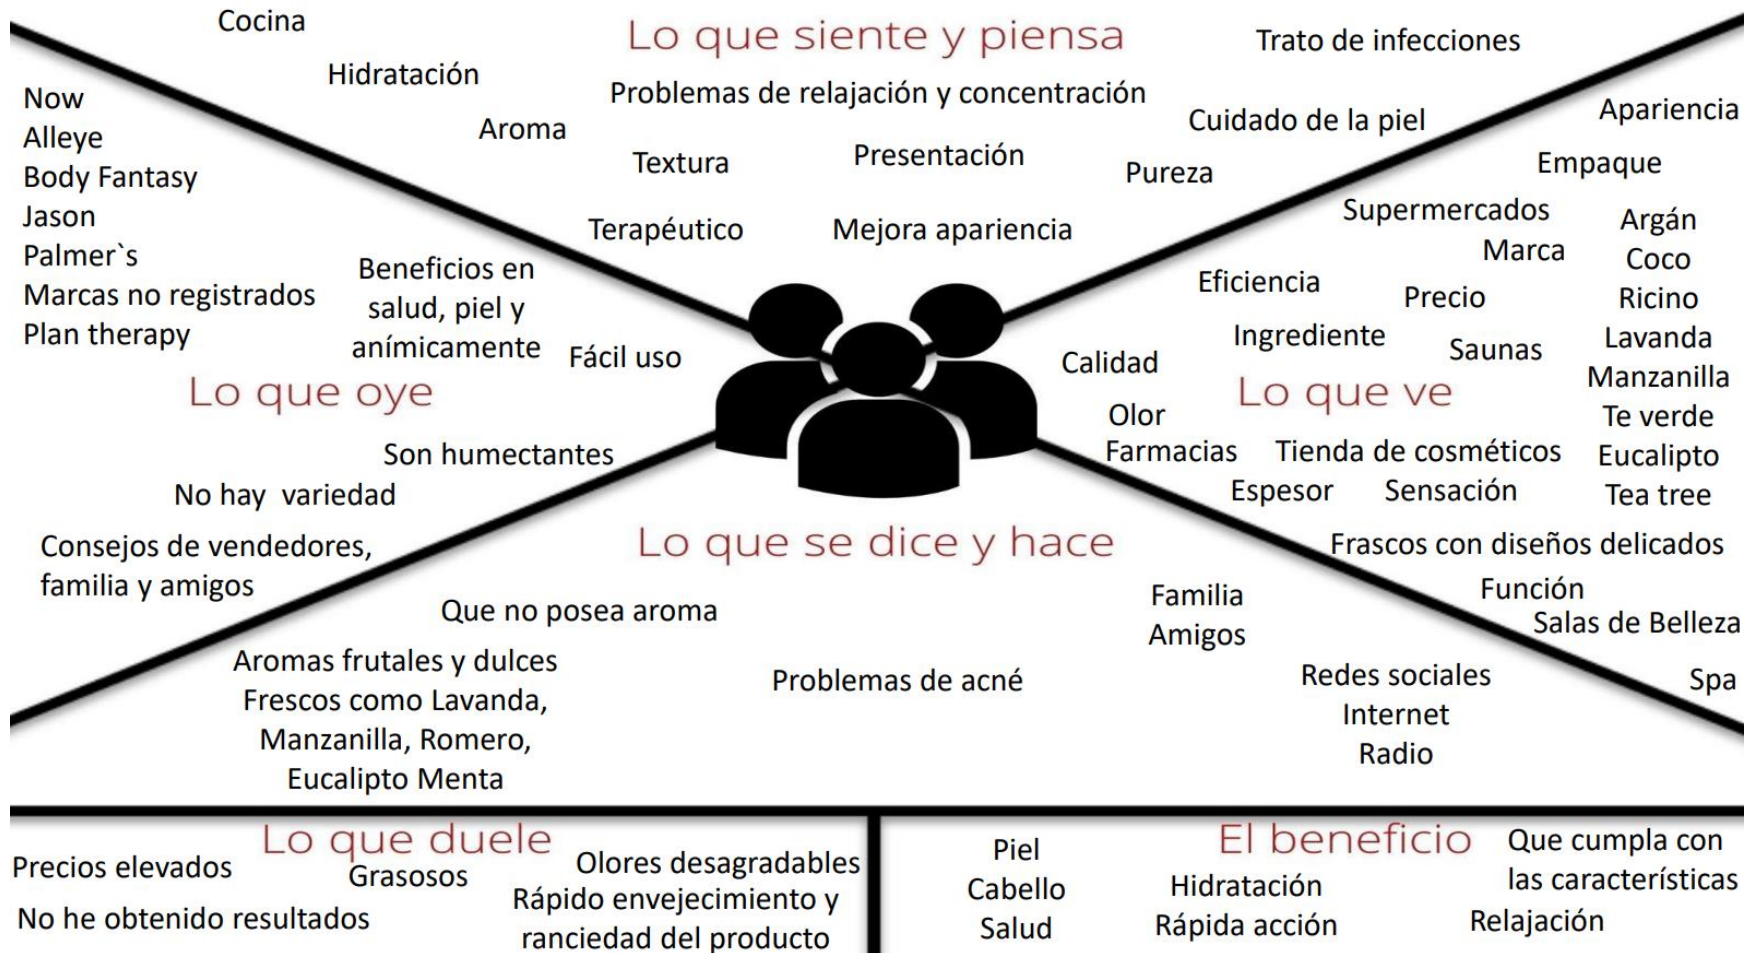 Lo que siente y piensa
Cocina
Hidratación
Aroma
Problemas de relajación y concentración
Textura
Presentación
Terapéutico
Mejora apariencia
Trato de infecciones
Cuidado de la piel
Pureza
Now
Alleye
Body Fantasy
Jason
Palmer`s
Marcas no registrados
Plan therapy
Beneficios en
salud, piel y
anímicamente
Fácil uso
Lo que oye
Son humectantes
No hay variedad
Consejos de vendedores,
familia y amigos
Apariencia
Empaque
Supermercados
Marca
Eficiencia
Precio
Ingrediente
Saunas
Calidad
Lo que ve
Olor
Farmacias
Tienda de cosméticos
Espesor
Sensación
Argán
Coco
Ricino
Lavanda
Manzanilla
Te verde
Eucalipto
Tea tree
Frascos con diseños delicados
Función
Salas de Belleza
Spa
Lo que se dice y hace
Que no posea aroma
Aromas frutales y dulces
Frescos como Lavanda,
Manzanilla, Romero,
Eucalipto Menta
Problemas de acné
Familia
Amigos
Redes sociales
Internet
Radio
Lo que duele
Precios elevados
Grasosos
Olores desagradables
No he obtenido resultados
Rápido envejecimiento y
ranciedad del producto
El beneficio
Piel
Cabello
Salud
Hidratación
Rápida acción
Que cumpla con
las características
Relajación